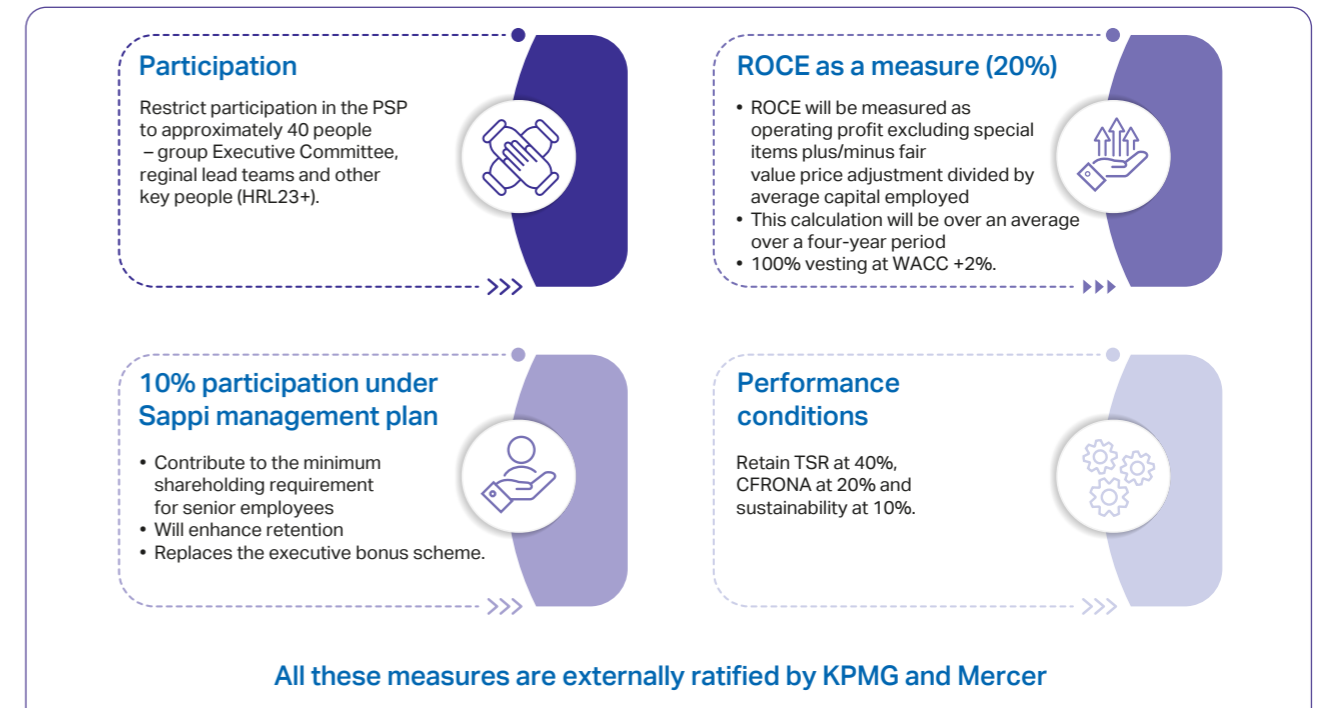 Participation
Restrict participation in the PSP
to approximately 40 people
– group Executive Committee,
reginal lead teams and other
key people (HRL23+).
ROCE as a measure (20%)
• ROCE will be measured as
operating profit excluding special
items plus/minus fair
value price adjustment divided by
average capital employed
• This calculation will be over an average
over a four-year period
• 100% vesting at WACC +2%.
10% participation under
Sappi management plan
• Contribute to the minimum
shareholding requirement
for senior employees
• Will enhance retention
• Replaces the executive bonus scheme.
Performance
conditions
Retain TSR at 40%,
CFRONA at 20% and
sustainability at 10%.
All these measures are externally ratified by KPMG and Mercer